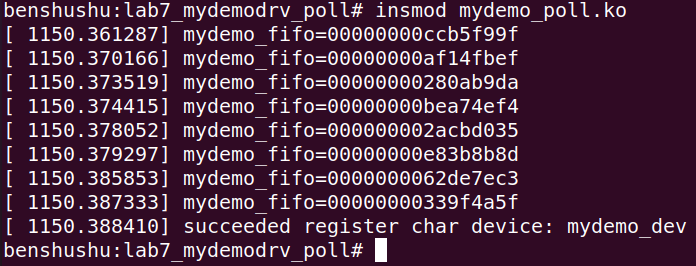 benshushu:lab7_mydemodrv_poll# insmod mydemo_poll.ko
[ 1150.361287] mydemo_fifo=00000000ccb5f99f
[ 1150.370166] mydemo_fifo=00000000af14fbef
[ 1150.373519] mydemo_fifo=00000000280ab9da
[ 1150.374415] mydemo_fifo=00000000bea74ef4
[ 1150.378052] mydemo_fifo=000000002acbd035
[ 1150.379297] mydemo_fifo=00000000e83b8b8d
[ 1150.385853] mydemo_fifo=0000000062de7ec3
[ 1150.387333] mydemo_fifo=00000000339f4a5f
[ 1150.388410] succeeded register char device: mydemo_dev
benshushu:lab7_mydemodrv_poll#